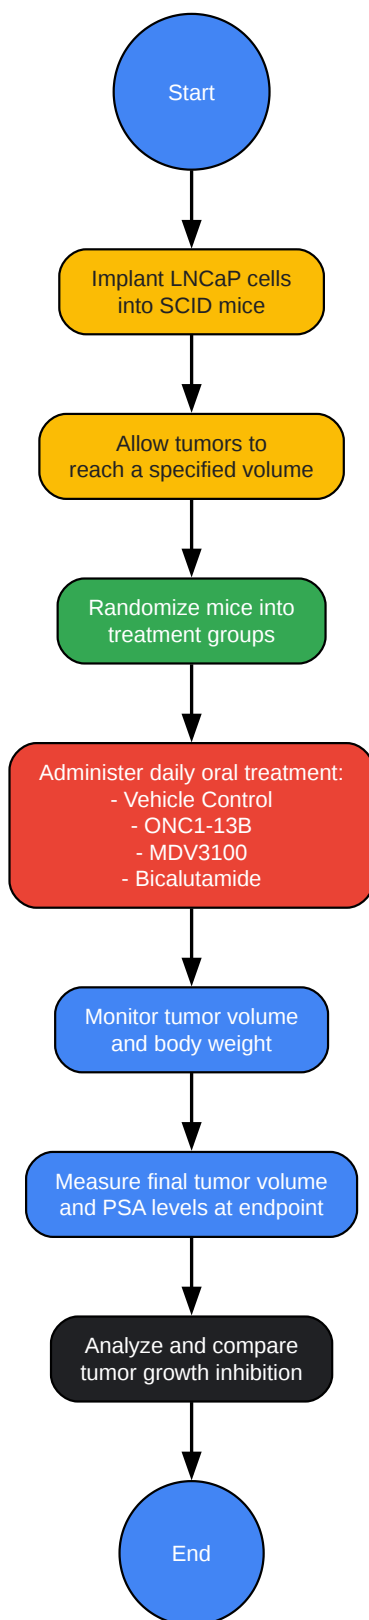 Start
Implant LNCaP cells
into SCID mice
Allow tumors to
reach a specified volume
Randomize mice into
treatment groups
Administer daily oral treatment:
- Vehicle Control
- ONC1-13B
- MDV3100
- Bicalutamide
Monitor tumor volume
and body weight
Measure final tumor volume
and PSA levels at endpoint
Analyze and compare
tumor growth inhibition
End